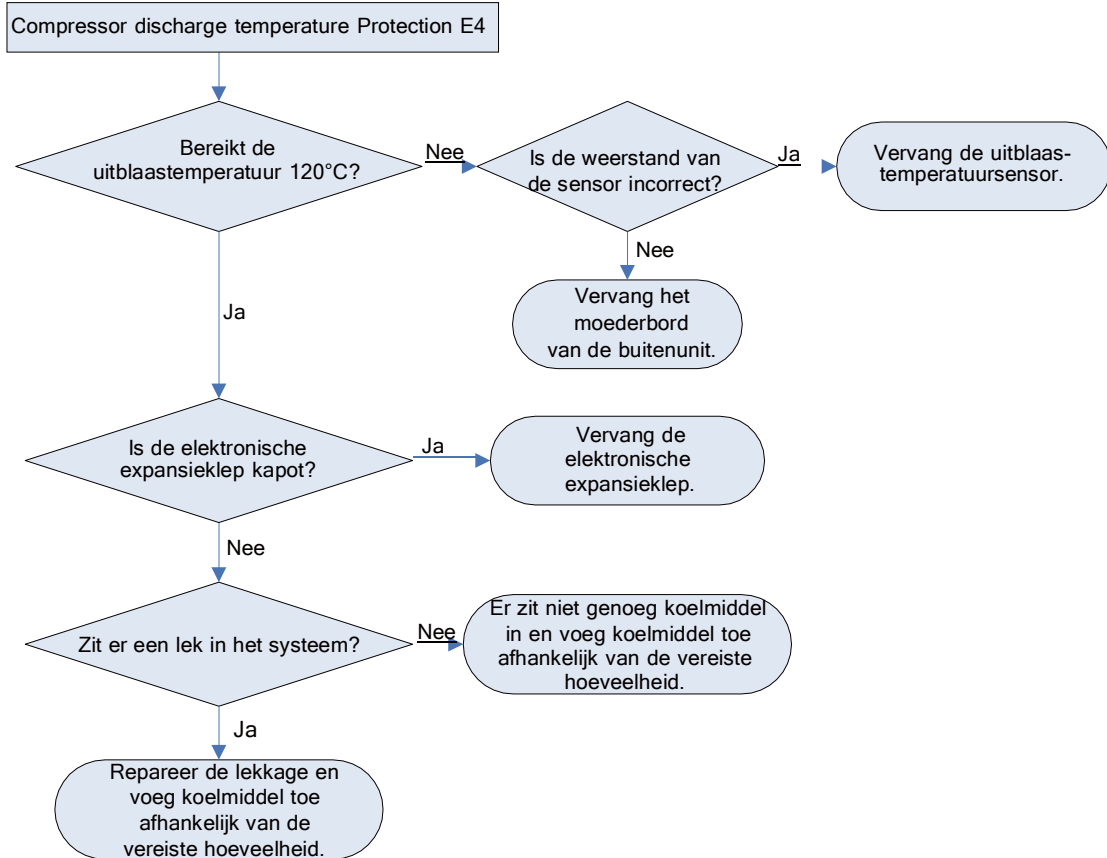 Compressor discharge temperature Protection E4
Bereikt de
uitblaastemperatuur 120°C?
Nee
Is de weerstand van
de sensor incorrect?
Ja
Vervang de uitblaas-
temperatuursensor.
Nee
Vervang het
moederbord
van de buitenunit.
Ja
Is de elektronische
expansieklep kapot?
Ja
Vervang de
elektronische
expansieklep.
Nee
Zit er een lek in het systeem?
Nee
Er zit niet genoeg koelmiddel
in en voeg koelmiddel toe
afhankelijk van de vereiste
hoeveelheid.
Ja
Repareer de lekkage en
voeg koelmiddel toe
afhankelijk van de
vereiste hoeveelheid.